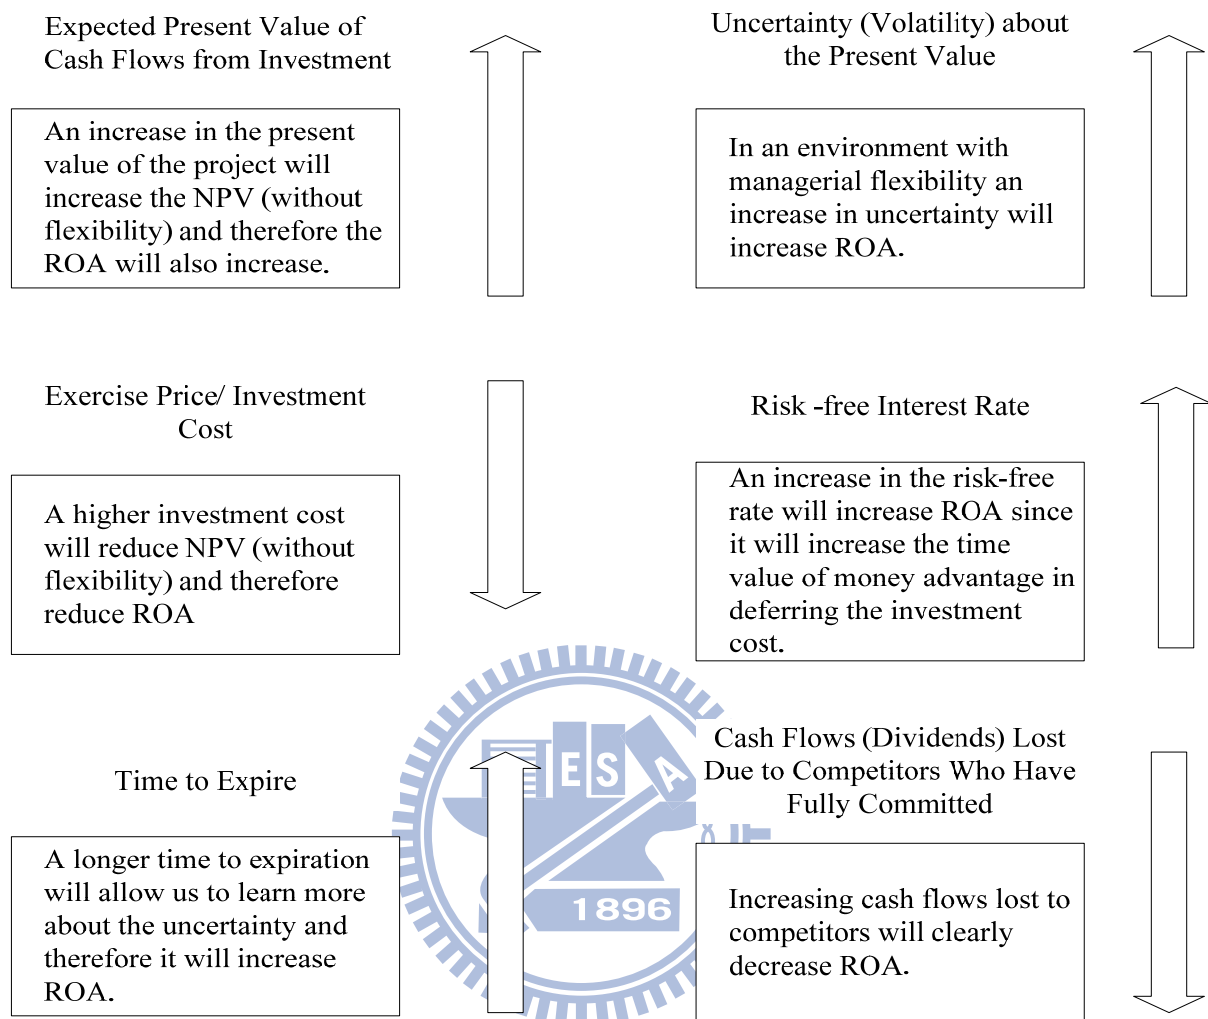 Expected Present Value of
Cash Flows from Investment
An increase in the present
value of the project will
increase the NPV (without
flexibility) and therefore the
ROA will also increase.
Uncertainty (Volatility) about
the Present Value
In an environment with
managerial flexibility an
increase in uncertainty will
increase ROA.
Exercise Price/ Investment
Cost
A higher investment cost
will reduce NPV (without
flexibility) and therefore
reduce ROA
Risk -free Interest Rate
An increase in the risk-free
rate will increase ROA since
it will increase the time
value of money advantage in
deferring the investment
cost.
Time to Expire
A longer time to expiration
will allow us to learn more
about the uncertainty and
therefore it will increase
ROA.
Cash Flows (Dividends) Lost
Due to Competitors Who Have
Fully Committed
Increasing cash flows lost to
competitors will clearly
decrease ROA.
E S A
1896